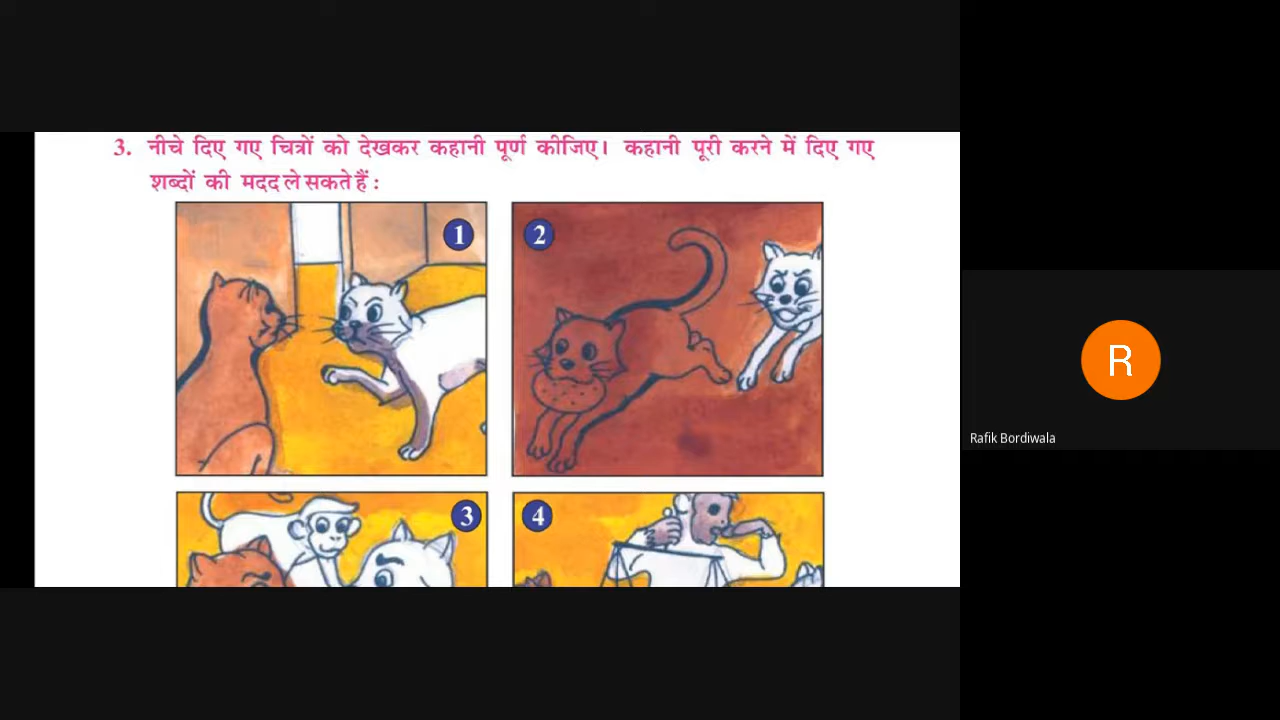 3. नीचे दिए गए चित्रों को देखकर कहानी पूर्ण कीजिए। कहानी पूरी करने में दिए गए
शब्दों की मदद ले सकते हैं :
1
2
3
4
R
Rafik Bordiwala